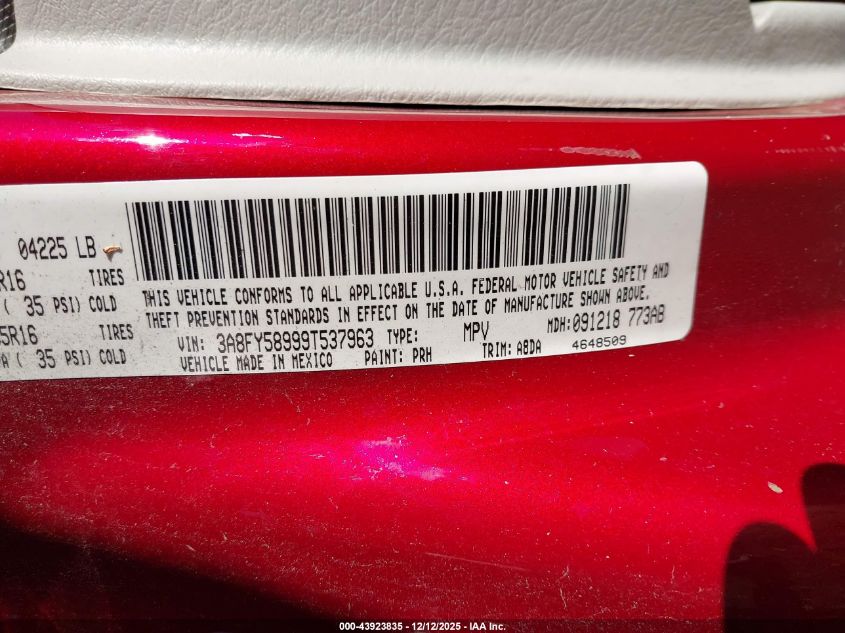 04225 LB
R16 TIRES
( 35 PSI) COLD
5R16 TIRES
A ( 35 PSI) COLD
THIS VEHICLE CONFORMS TO ALL APPLICABLE U.S.A. FEDERAL MOTOR VEHICLE SAFETY AND
THEFT PREVENTION STANDARDS IN EFFECT ON THE DATE OF MANUFACTURE SHOWN ABOVE.
VIN: 3A8FY58999T537963 TYPE: MPV MDH: 091218 773AB
VEHICLE MADE IN MEXICO PAINT: PRH TRIM: A8DA 4648509
000-43923835 - 12/12/2025 - IAA Inc.